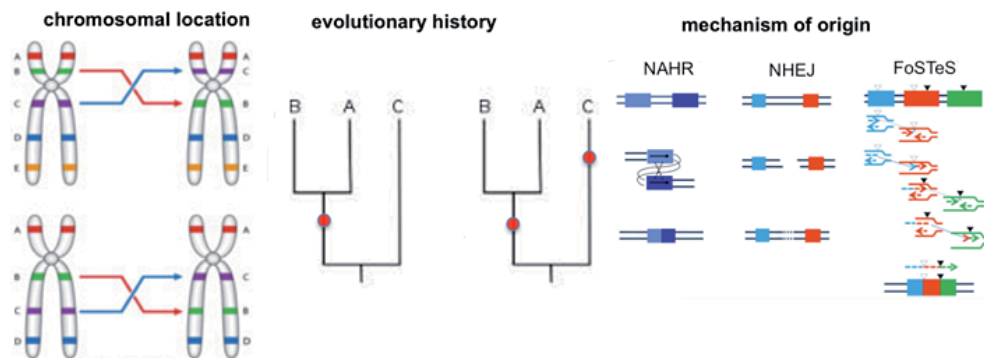 chromosomal location
evolutionary history
mechanism of origin
A A
B C
C B
D D
E E
A A
B C
C B
D D
B A C
B A C
NAHR NHEJ FoSTeS